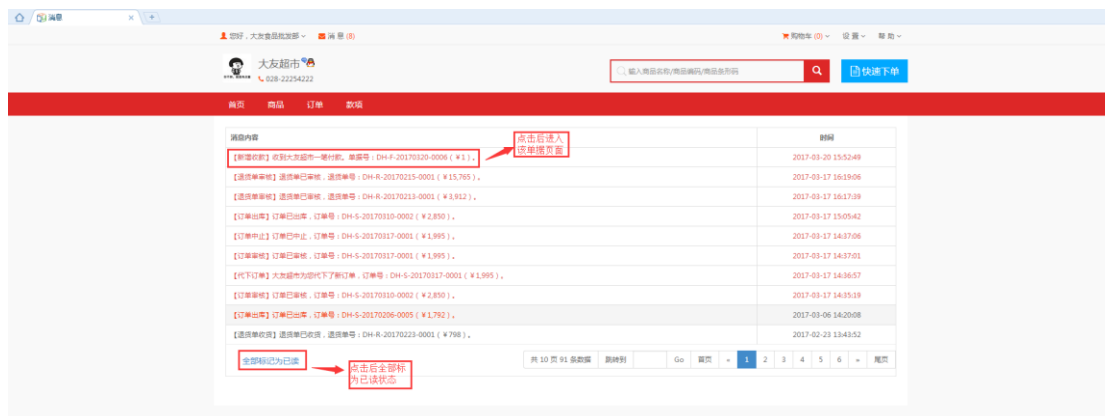 消息
您好，大友食品批发部
消 息 (8)
购物车 (0)
设 置
帮 助
大友超市
028-22254222
输入商品名称/商品编码/商品条形码
快速下单
首页 商品 订单 款项
消息内容 时间
点击后进入
该单据页面
【新增收款】收到大友超市一笔付款。单据号：DH-F-20170320-0006（￥1）。 2017-03-20 15:52:49
【退货单审核】退货单已审核，退货单号：DH-R-20170215-0001（￥15,765）。 2017-03-17 16:19:06
【退货单审核】退货单已审核，退货单号：DH-R-20170213-0001（￥3,912）。 2017-03-17 16:17:39
【订单出库】订单已出库，订单号：DH-S-20170310-0002（￥2,850）。 2017-03-17 15:05:42
【订单中止】订单已中止，订单号：DH-S-20170317-0001（￥1,995）。 2017-03-17 14:37:06
【订单审核】订单已审核，订单号：DH-S-20170317-0001（￥1,995）。 2017-03-17 14:37:01
【代下订单】大友超市为您代下了新订单，订单号：DH-S-20170317-0001（￥1,995）。 2017-03-17 14:36:57
【订单审核】订单已审核，订单号：DH-S-20170310-0002（￥2,850）。 2017-03-17 14:35:19
【订单出库】订单已出库，订单号：DH-S-20170206-0005（￥1,792）。 2017-03-06 14:20:08
【退货单收货】退货单已收货，退货单号：DH-R-20170223-0001（￥798）。 2017-02-23 13:43:52
全部标记为已读
共 10 页 91 条数据 跳转到 Go 首页 « 1 2 3 4 5 6 » 尾页
点击后全部标
为已读状态